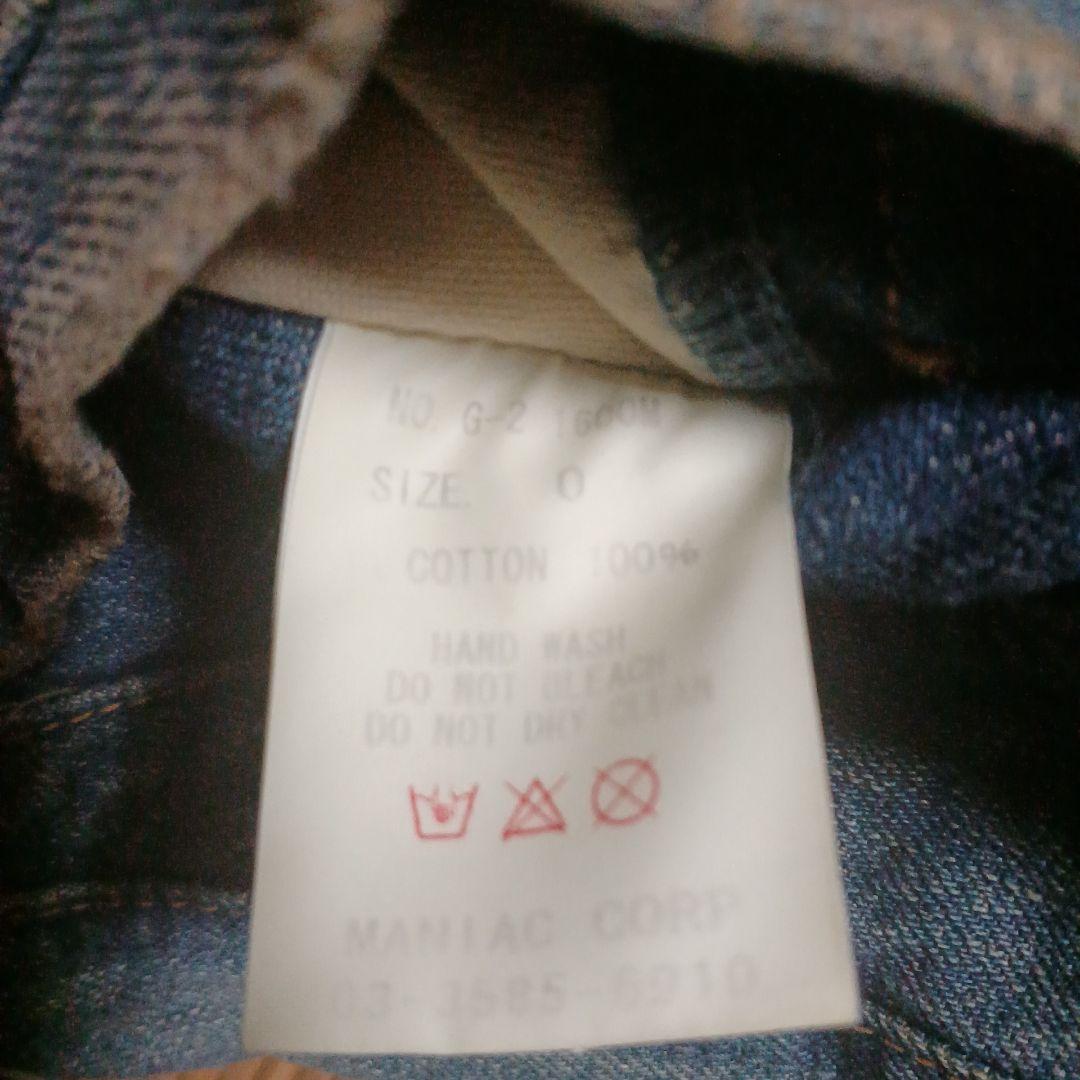 NO. G-2 1600M
SIZE. 0
COTTON 100%
HAND WASH
DO NOT BLEACH
DO NOT DRY CLEAN
MANIAC CORP
03-3585-6910